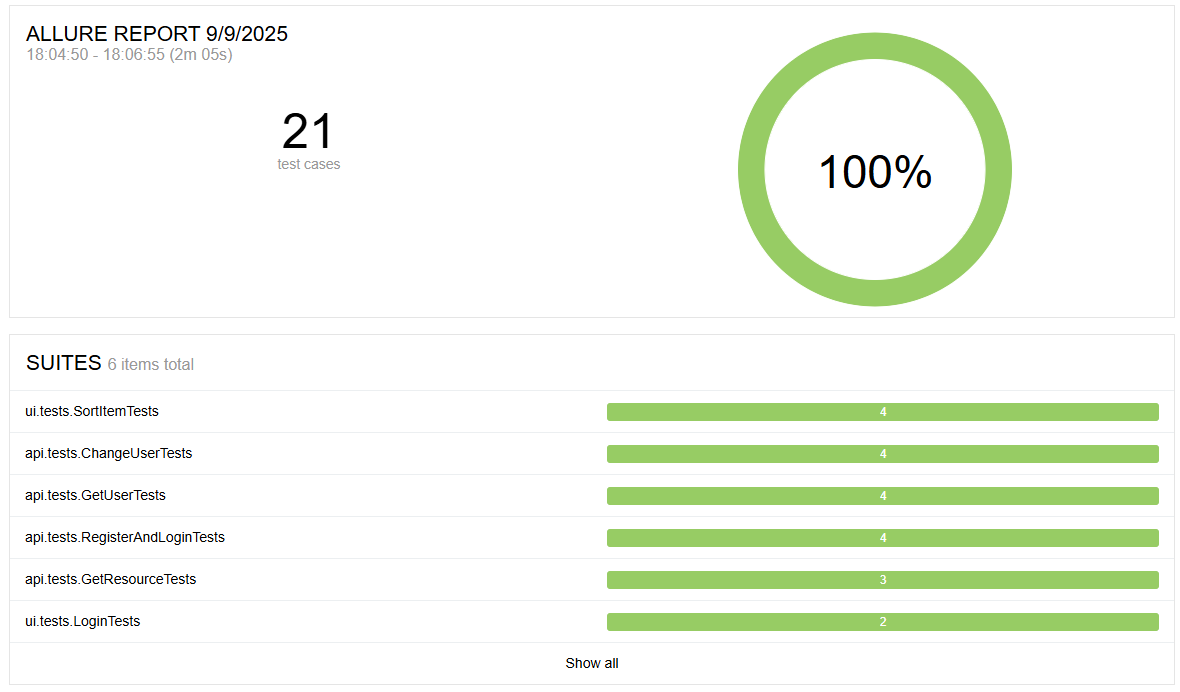 ALLURE REPORT 9/9/2025
18:04:50 - 18:06:55 (2m 05s)
21
test cases
100%
SUITES 6 items total
ui.tests.SortItemTests 4
api.tests.ChangeUserTests 4
api.tests.GetUserTests 4
api.tests.RegisterAndLoginTests 4
api.tests.GetResourceTests 3
ui.tests.LoginTests 2
Show all